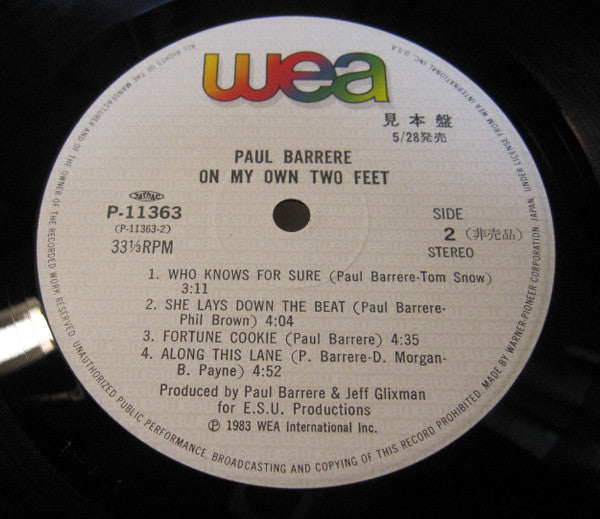 wea
見本盤
5/28発売
PAUL BARRERE
ON MY OWN TWO FEET
JASRAC
P-11363
(P-11363-2)
33⅓RPM
SIDE
2 (非売品)
STEREO
1. WHO KNOWS FOR SURE (Paul Barrere-Tom Snow)
3:11
2. SHE LAYS DOWN THE BEAT (Paul Barrere-
Phil Brown) 4:04
3. FORTUNE COOKIE (Paul Barrere) 4:35
4. ALONG THIS LANE (P. Barrere-D. Morgan-
B. Payne) 4:52
Produced by Paul Barrere & Jeff Glixman
for E.S.U. Productions
Ⓟ 1983 WEA International Inc.
ALL RIGHTS OF THE MANUFACTURER AND OF THE OWNER OF THE RECORDED WORK RESERVED. UNAUTHORIZED PUBLIC PERFORMANCE, BROADCASTING AND COPYING OF THIS RECORD PROHIBITED. MADE BY WARNER-PIONEER CORPORATION, JAPAN, UNDER LICENSE FROM WEA INTERNATIONAL INC., U.S.A.